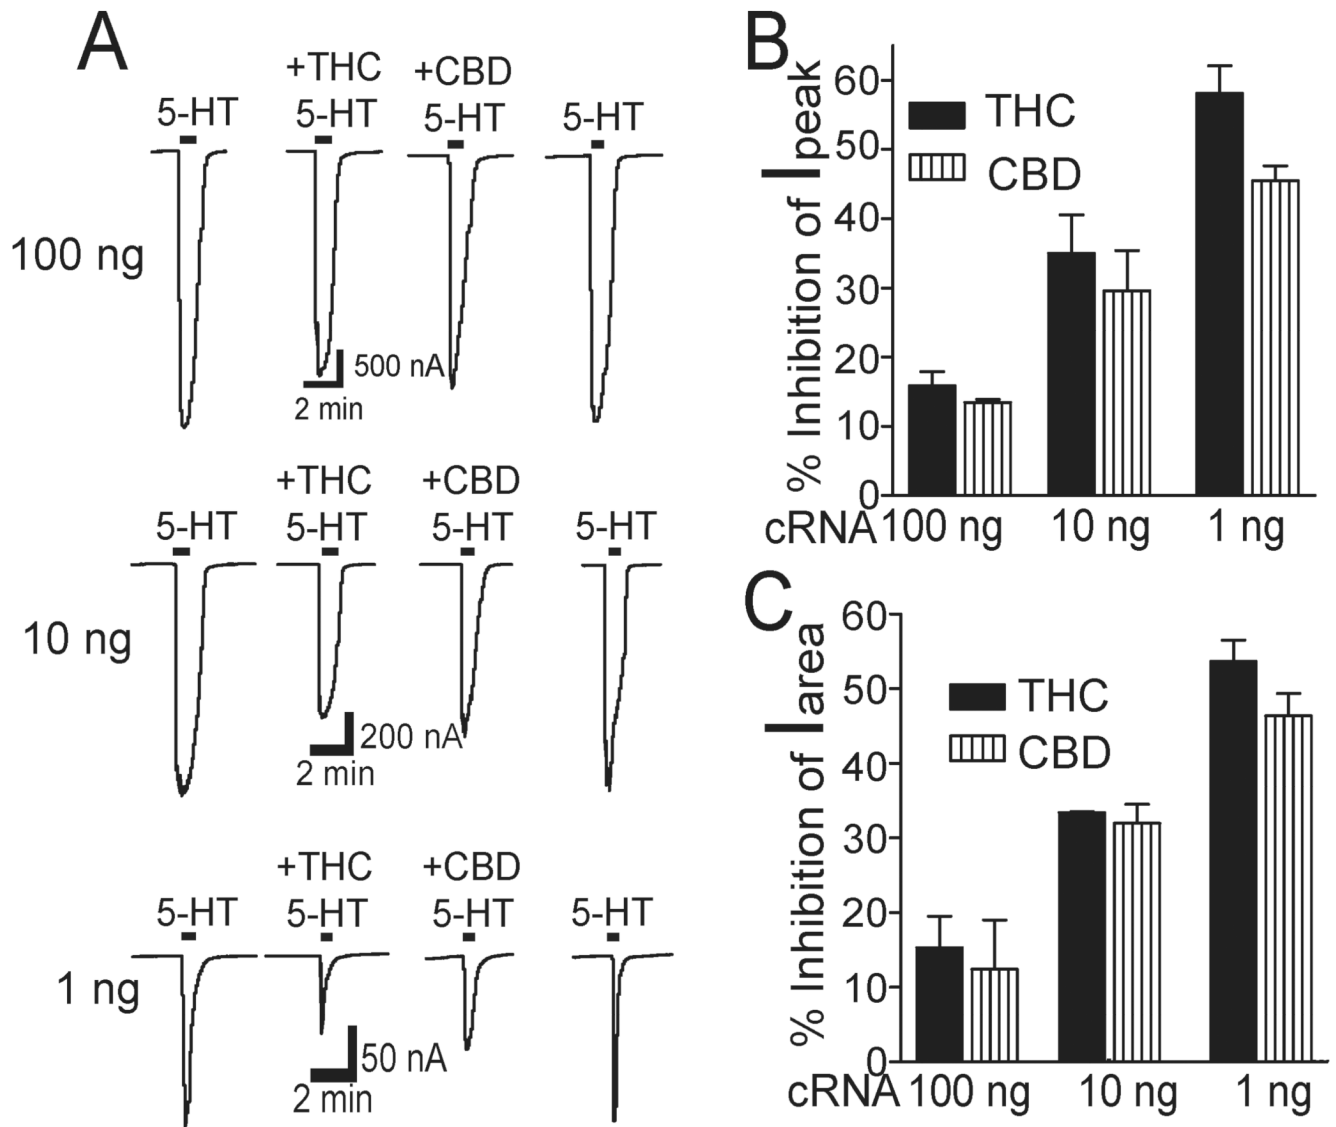 A
+THC +CBD
5-HT 5-HT 5-HT 5-HT
100 ng
500 nA
2 min
+THC +CBD
5-HT 5-HT 5-HT 5-HT
10 ng
200 nA
2 min
+THC +CBD
5-HT 5-HT 5-HT 5-HT
1 ng
50 nA
2 min
B
% Inhibition of Ipeak
60
50
40
30
20
10
0
THC
CBD
cRNA 100 ng 10 ng 1 ng
C
% Inhibition of Iarea
60
50
40
30
20
10
0
THC
CBD
cRNA 100 ng 10 ng 1 ng